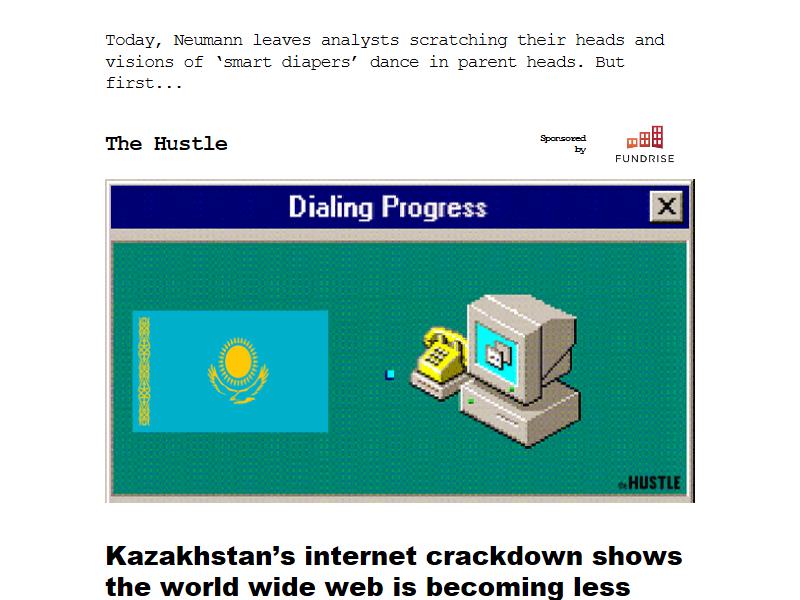 Today, Neumann leaves analysts scratching their heads and
visions of ‘smart diapers’ dance in parent heads. But
first...
The Hustle
Sponsored
by
FUNDRISE
Dialing Progress
the HUSTLE
Kazakhstan’s internet crackdown shows
the world wide web is becoming less